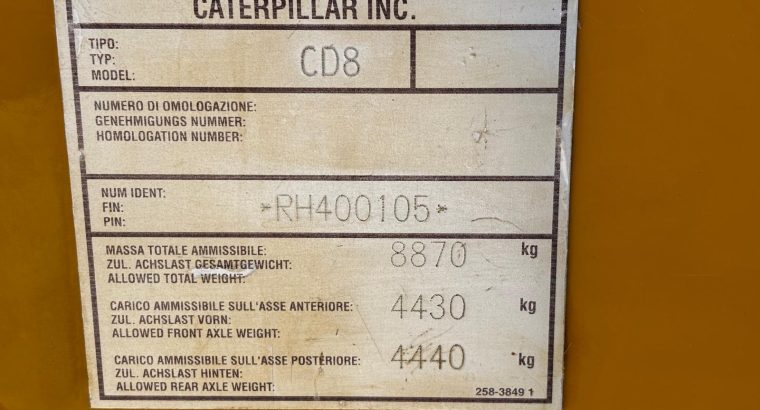 CATERPILLAR INC.
TIPO:
TYP: CD8
MODEL:
NUMERO DI OMOLOGAZIONE:
GENEHMIGUNGS NUMMER:
HOMOLOGATION NUMBER:
NUM IDENT:
FIN: *RH400105*
PIN:
MASSA TOTALE AMMISSIBILE: 8870 kg
ZUL. ACHSLAST GESAMTGEWICHT:
ALLOWED TOTAL WEIGHT:
CARICO AMMISSIBILE SULL'ASSE ANTERIORE: 4430 kg
ZUL. ACHSLAST VORN:
ALLOWED FRONT AXLE WEIGHT:
CARICO AMMISSIBILE SULL'ASSE POSTERIORE: 4440 kg
ZUL. ACHSLAST HINTEN:
ALLOWED REAR AXLE WEIGHT:
258-3849 1